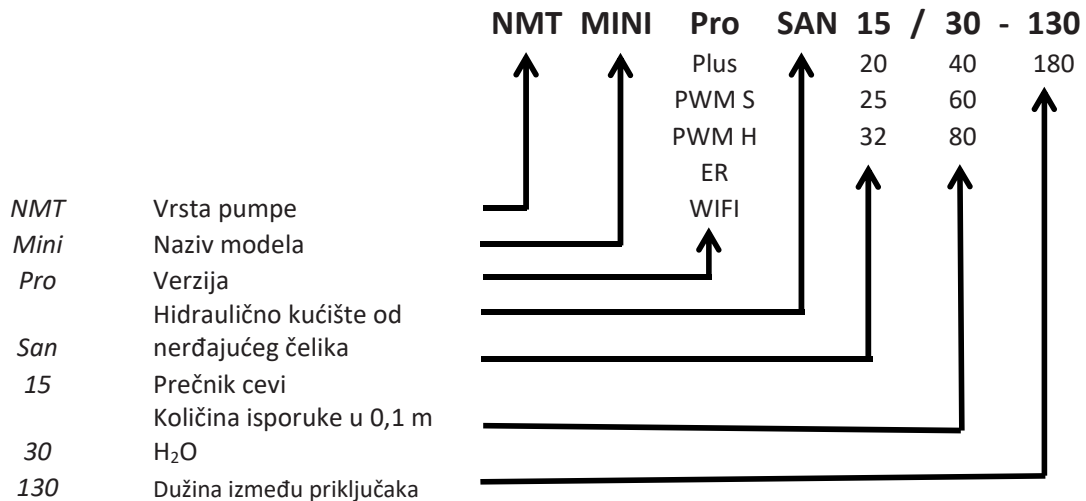 NMT MINI Pro SAN 15 / 30 - 130
Plus 20 40 180
PWM S 25 60
PWM H 32 80
ER
WIFI
NMT Vrsta pumpe
Mini Naziv modela
Pro Verzija
Hidraulično kućište od
San nerđajućeg čelika
15 Prečnik cevi
Količina isporuke u 0,1 m
30 H₂O
130 Dužina između priključaka